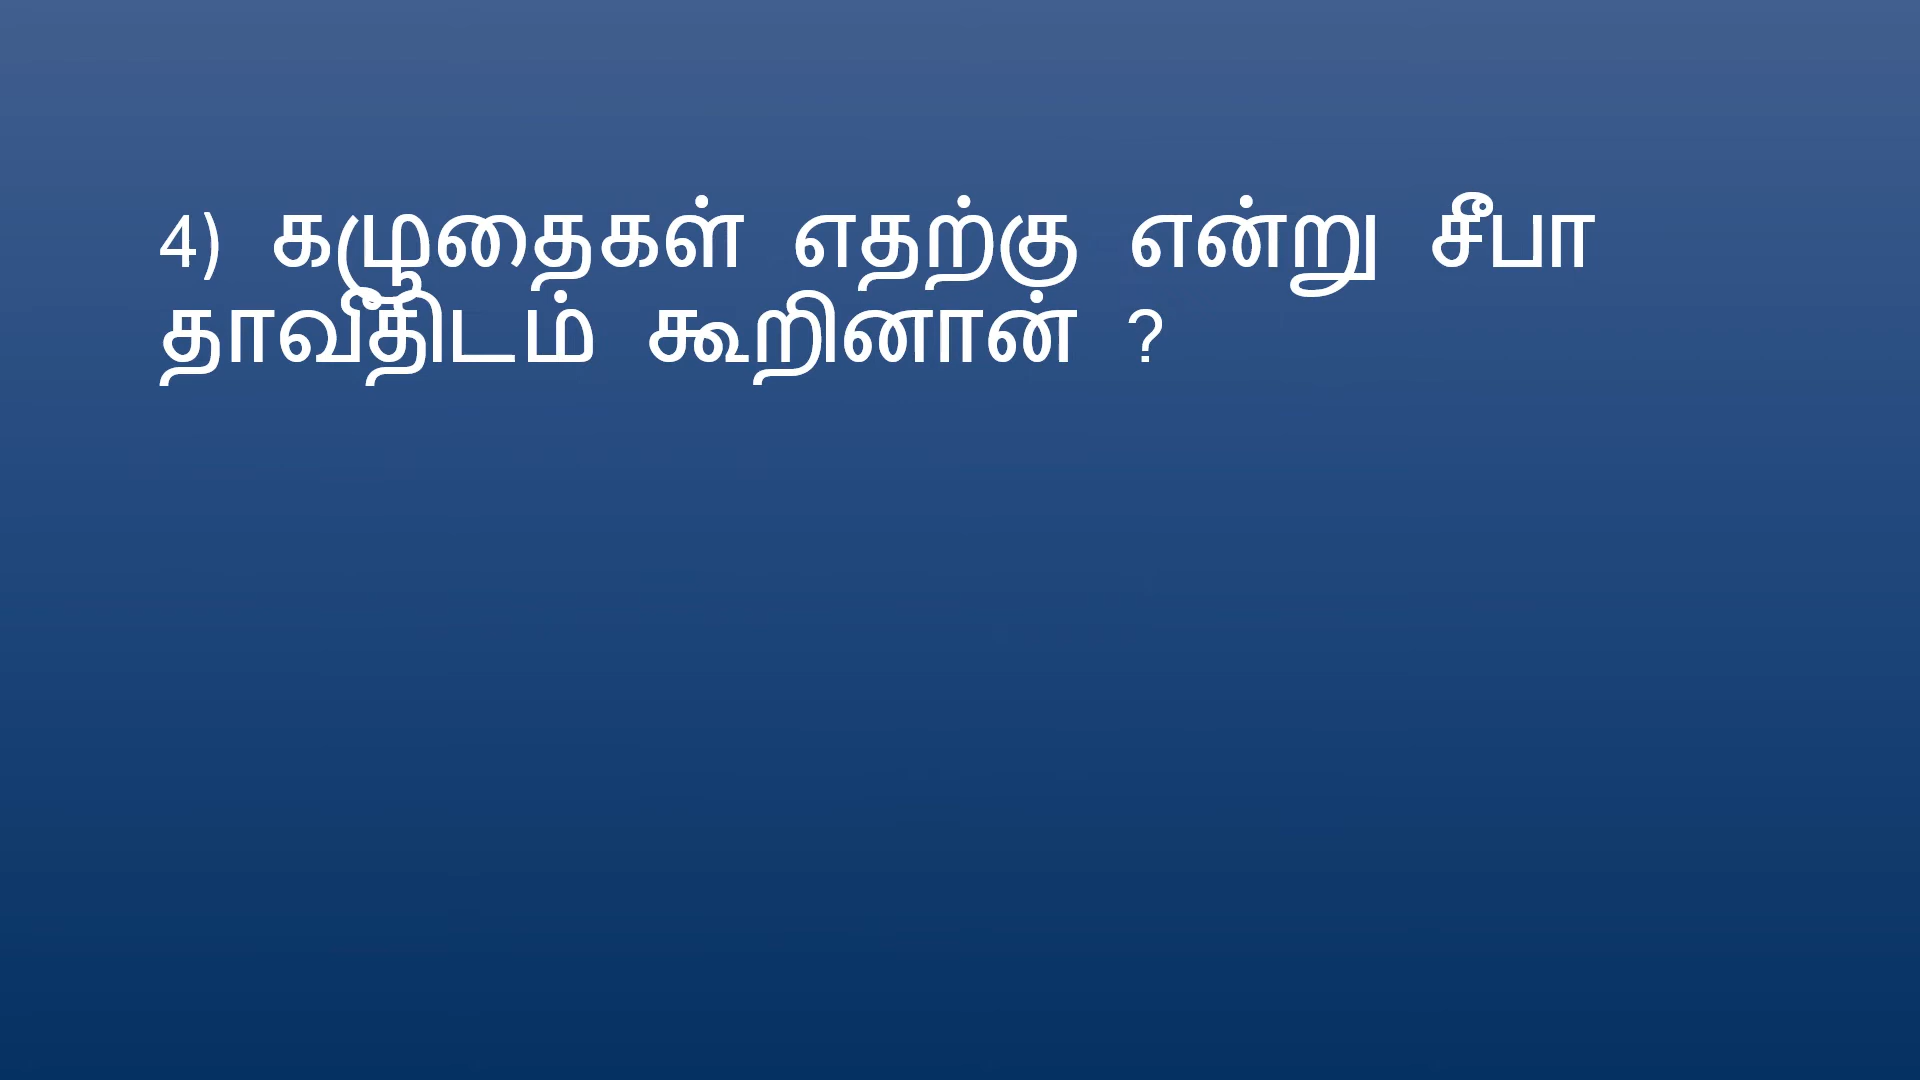 4) கழுதைகள் எதற்கு என்று சீபா
தாவீதிடம் கூறினான் ?